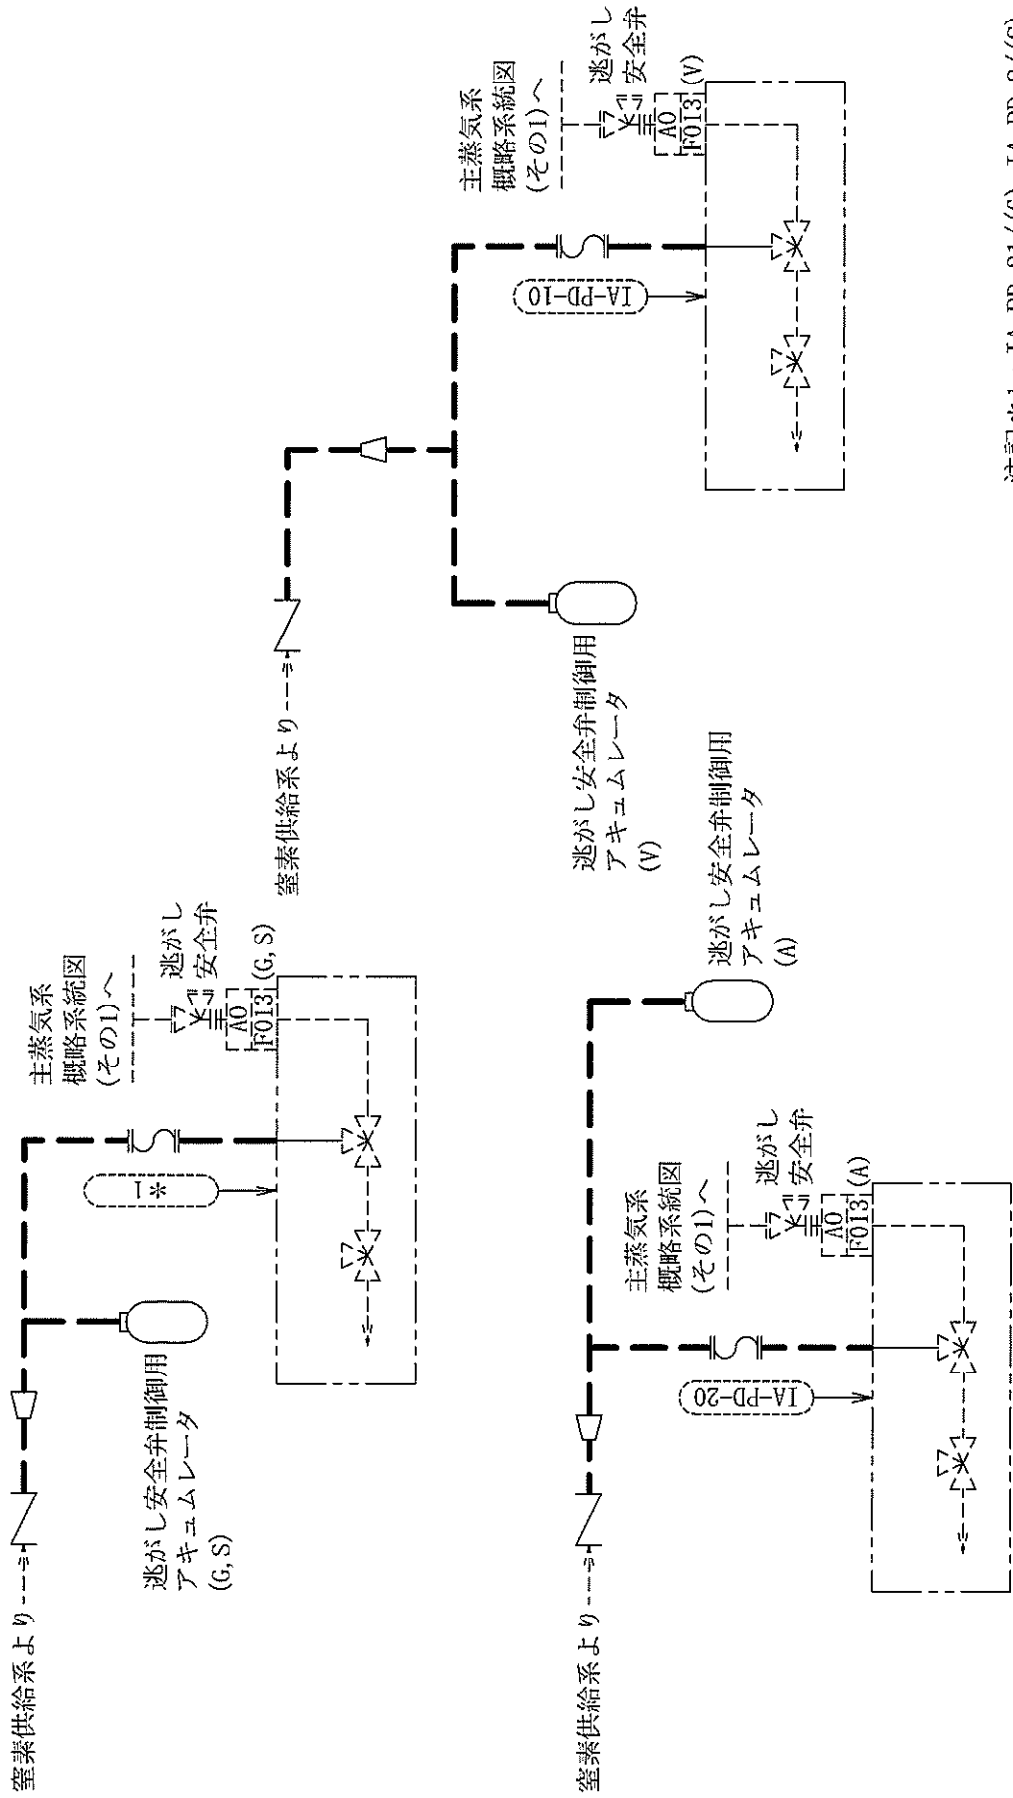 窒素供給系より
逃がし安全弁制御用
アキュムレータ
(G,S)
*1
主蒸気系
概略系統図
(その1)へ
逃がし
安全弁
AO
F013
(G,S)
窒素供給系より
逃がし安全弁制御用
アキュムレータ
(V)
IA-PD-10
主蒸気系
概略系統図
(その1)へ
逃がし
安全弁
AO
F013
(V)
窒素供給系より
IA-PD-20
主蒸気系
概略系統図
(その1)へ
逃がし
安全弁
AO
F013
(A)
逃がし安全弁制御用
アキュムレータ
(A)